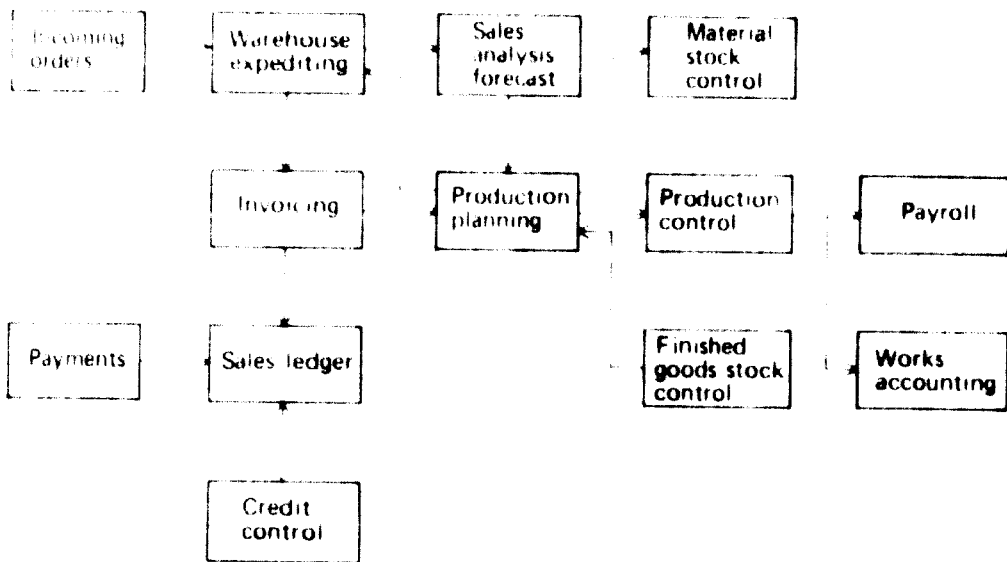 Incoming
orders
Warehouse
expediting
Sales
analysis
forecast
Material
stock
control
Invoicing
Production
planning
Production
control
Payroll
Payments
Sales ledger
Finished
goods stock
control
Works
accounting
Credit
control